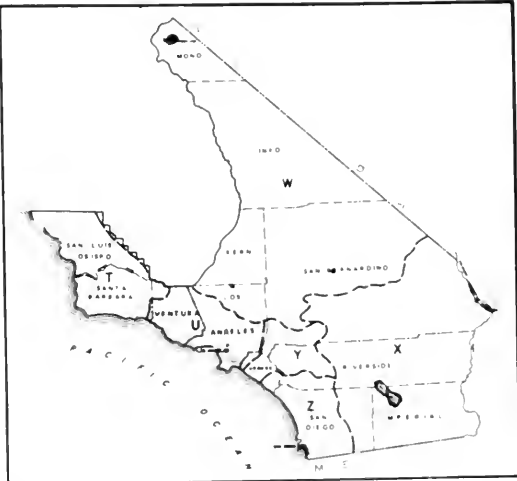 MONO
INYO
W
KERN
SAN BERNARDINO
SAN LUIS
OBISPO
T
SANTA
BARBARA
VENTURA
U
LOS
ANGELES
Y
X
RIVERSIDE
ORANGE
Z
SAN
DIEGO
IMPERIAL
PACIFIC OCEAN
M E